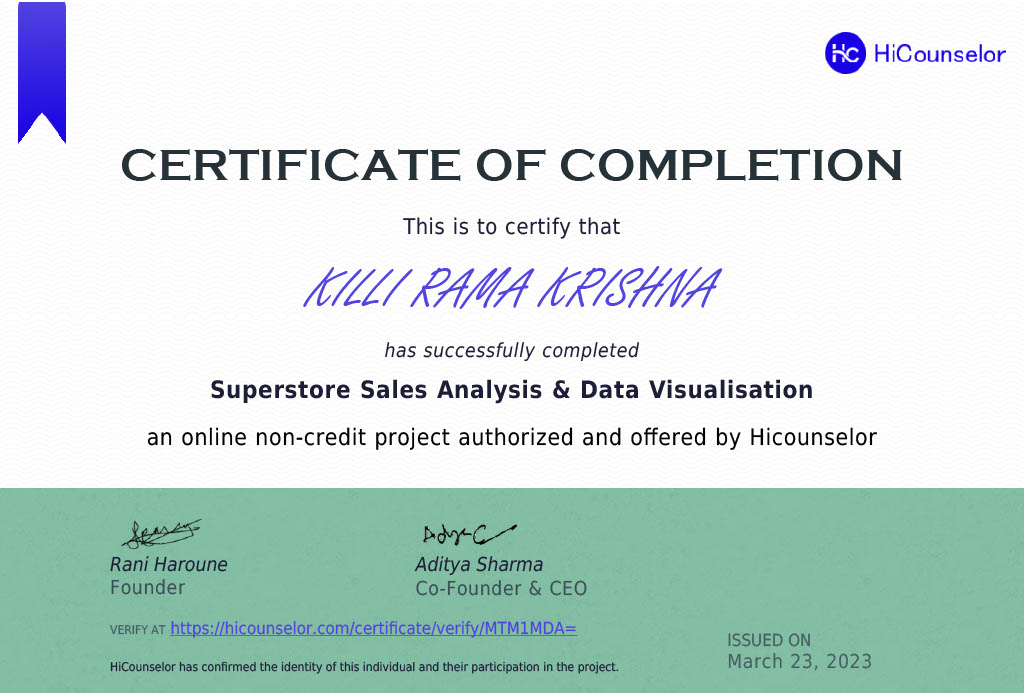 HC HiCounselor
CERTIFICATE OF COMPLETION
This is to certify that
KILLI RAMA KRISHNA
has successfully completed
Superstore Sales Analysis & Data Visualisation
an online non-credit project authorized and offered by Hicounselor
Rani Haroune
Founder
Aditya Sharma
Co-Founder & CEO
VERIFY AT https://hicounselor.com/certificate/verify/MTM1MDA=
HiCounselor has confirmed the identity of this individual and their participation in the project.
ISSUED ON
March 23, 2023